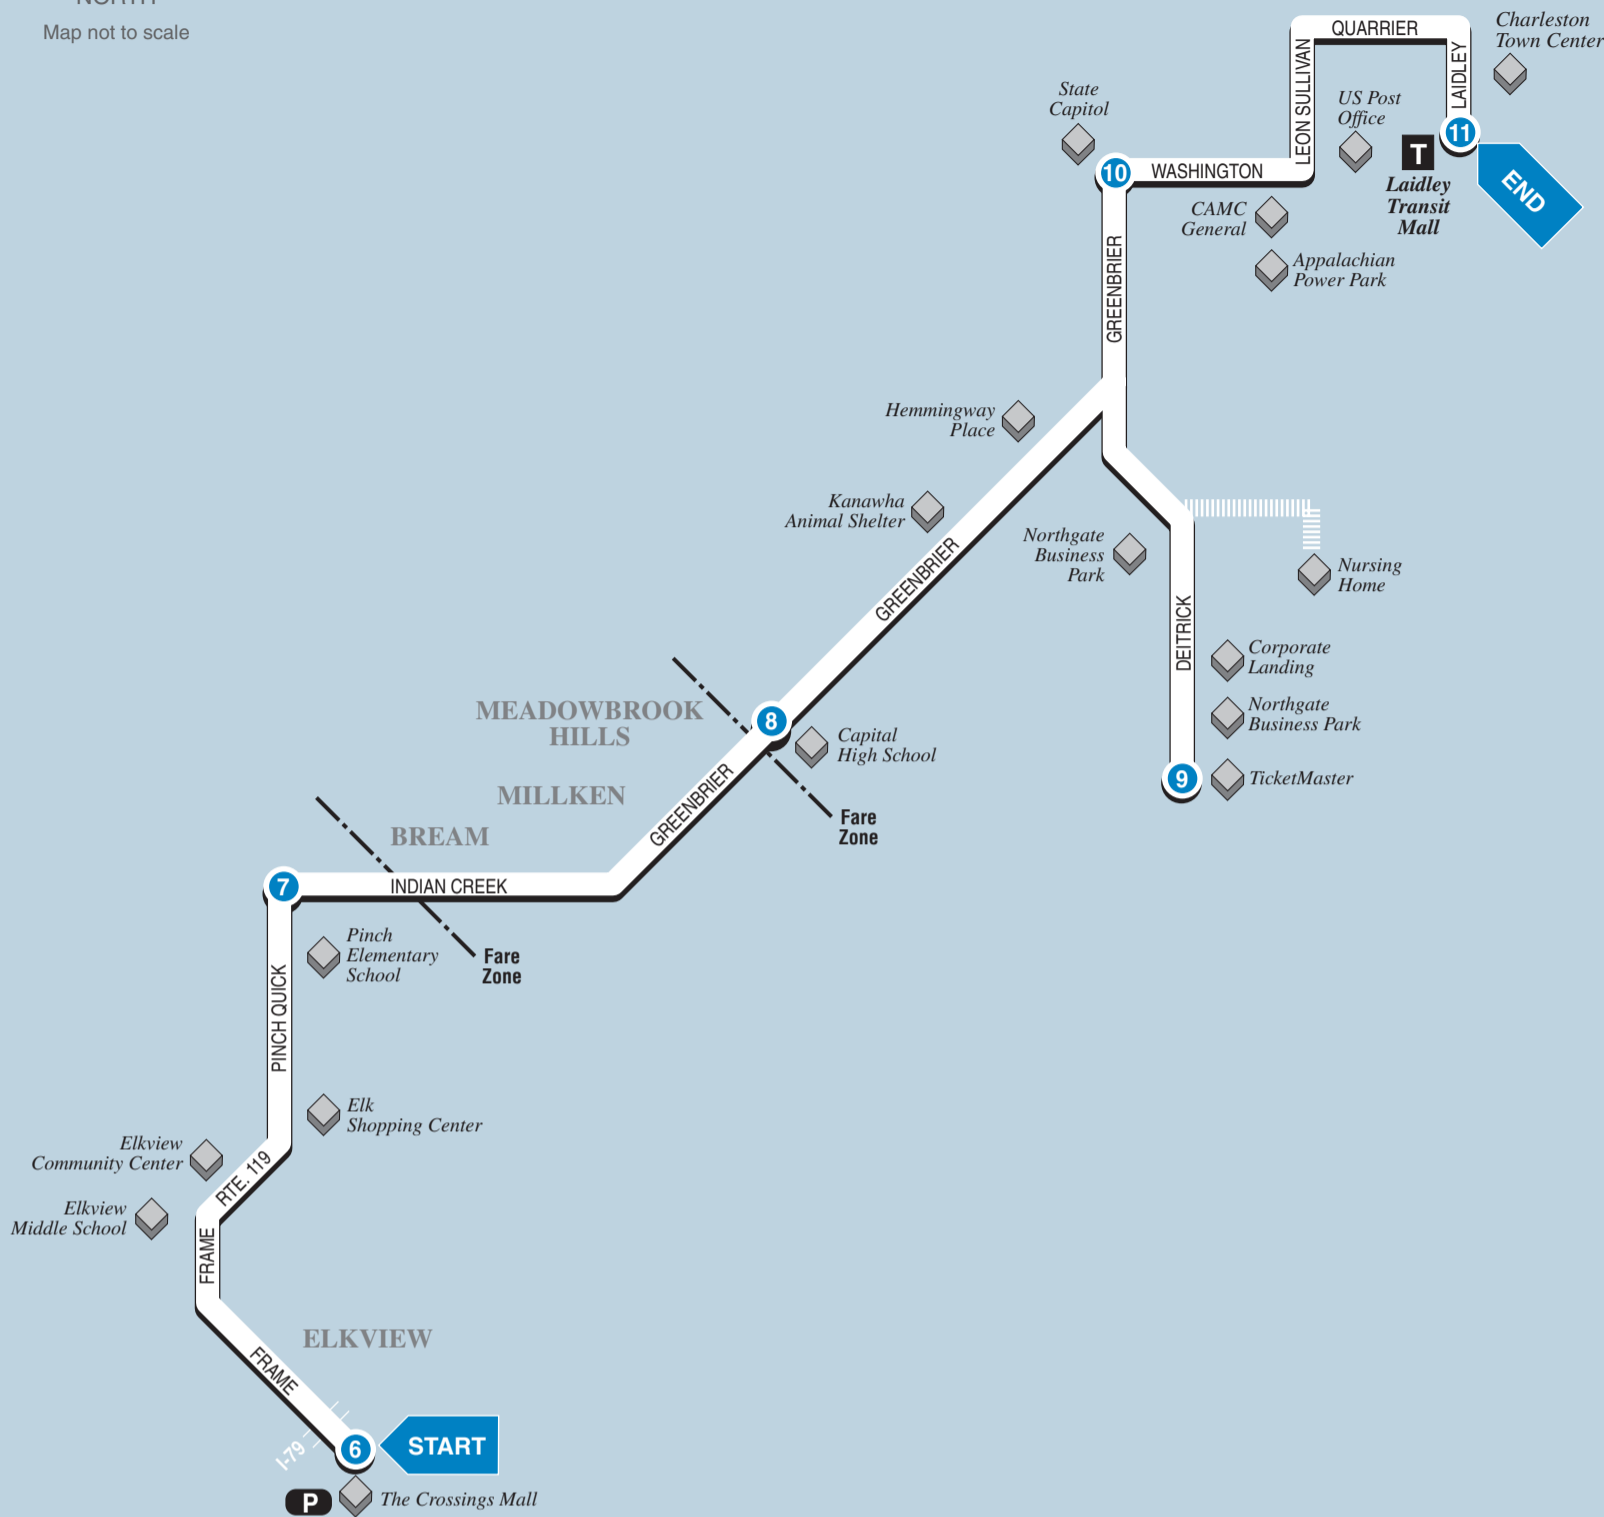 NORTH
Map not to scale
QUARRIER
Charleston
Town Center
LAIDLEY
LEON SULLIVAN
State
Capitol
US Post
Office
11
T
Laidley
Transit
Mall
END
10
WASHINGTON
CAMC
General
Appalachian
Power Park
GREENBRIER
Hemmingway
Place
Kanawha
Animal Shelter
GREENBRIER
Northgate
Business
Park
Nursing
Home
DEITRICK
Corporate
Landing
Northgate
Business Park
9
TicketMaster
MEADOWBROOK
HILLS
8
Capital
High School
MILLKEN
GREENBRIER
Fare
Zone
BREAM
7
INDIAN CREEK
Pinch
Elementary
School
Fare
Zone
PINCH QUICK
Elk
Shopping Center
Elkview
Community Center
RTE. 119
Elkview
Middle School
FRAME
ELKVIEW
FRAME
I-79
6
START
P
The Crossings Mall